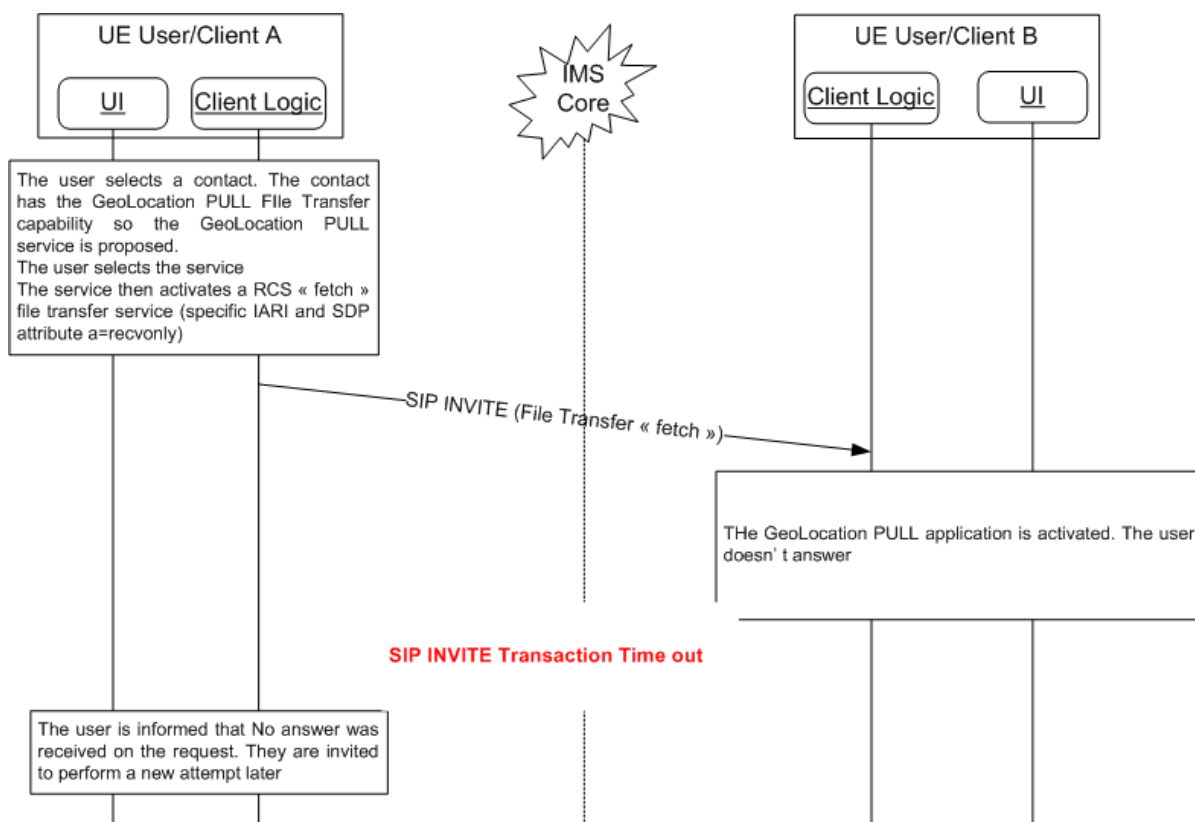 UE User/Client A
UI
Client Logic
IMS
Core
UE User/Client B
Client Logic
UI
The user selects a contact. The contact
has the GeoLocation PULL FIle Transfer
capability so the GeoLocation PULL
service is proposed.
The user selects the service
The service then activates a RCS « fetch »
file transfer service (specific IARI and SDP
attribute a=recvonly)
SIP INVITE (File Transfer « fetch »)
THe GeoLocation PULL application is activated. The user
doesn' t answer
SIP INVITE Transaction Time out
The user is informed that No answer was
received on the request. They are invited
to perform a new attempt later